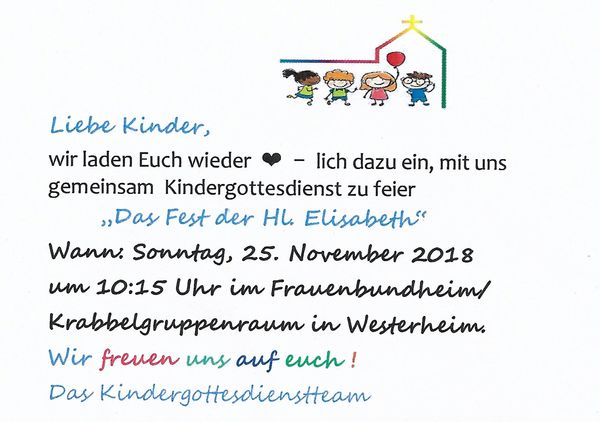 Liebe Kinder,
wir laden Euch wieder ❤ – lich dazu ein, mit uns
gemeinsam Kindergottesdienst zu feier
„Das Fest der Hl. Elisabeth“
Wann: Sonntag, 25. November 2018
um 10:15 Uhr im Frauenbundheim/
Krabbelgruppenraum in Westerheim.
Wir freuen uns auf euch !
Das Kindergottesdienstteam